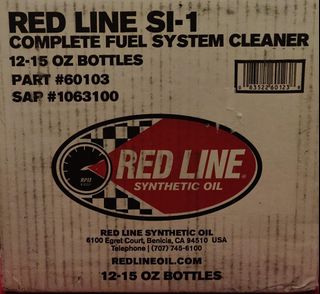 RED LINE SI-1
COMPLETE FUEL SYSTEM CLEANER
12-15 OZ BOTTLES
PART #60103
SAP #1063100
RPM
RED LINE®
SYNTHETIC OIL
RED LINE SYNTHETIC OIL
6100 Egret Court, Benicia, CA 94510 USA
Telephone | (707) 745-6100
REDLINEOIL.COM
12-15 OZ BOTTLES